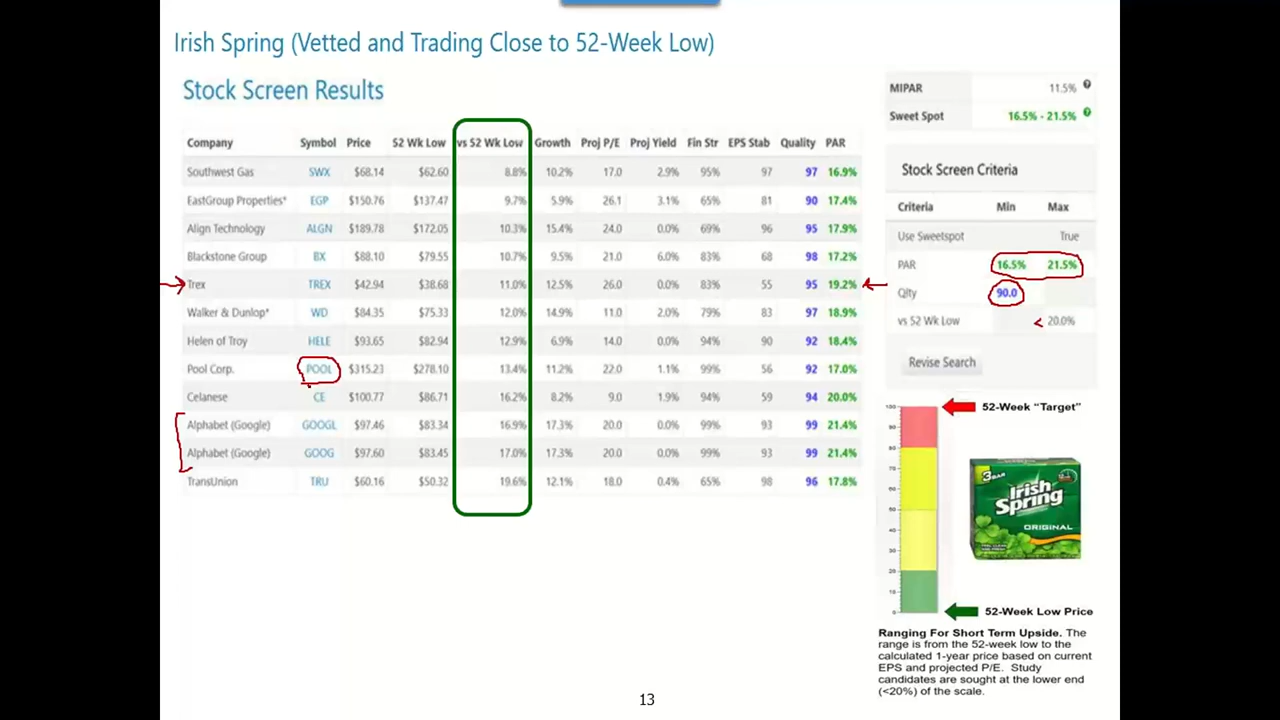 Irish Spring (Vetted and Trading Close to 52-Week Low)
Stock Screen Results
Company Symbol Price 52 Wk Low vs 52 Wk Low Growth Proj P/E Proj Yield Fin Str EPS Stab Quality PAR
Southwest Gas SWX $68.14 $62.60 8.8% 10.2% 17.0 2.9% 95% 97 97 16.9%
EastGroup Properties* EGP $150.76 $137.47 9.7% 5.9% 26.1 3.1% 65% 81 90 17.4%
Align Technology ALGN $189.78 $172.05 10.3% 15.4% 24.0 0.0% 69% 96 95 17.9%
Blackstone Group BX $88.10 $79.55 10.7% 9.5% 21.0 6.0% 83% 68 98 17.2%
Trex TREX $42.94 $38.68 11.0% 12.5% 26.0 0.0% 83% 55 95 19.2%
Walker & Dunlop* WD $84.35 $75.33 12.0% 14.9% 11.0 2.0% 79% 83 97 18.9%
Helen of Troy HELE $93.65 $82.94 12.9% 6.9% 14.0 0.0% 94% 90 92 18.4%
Pool Corp. POOL $315.23 $278.10 13.4% 11.2% 22.0 1.1% 99% 56 92 17.0%
Celanese CE $100.77 $86.71 16.2% 8.2% 9.0 1.9% 94% 59 94 20.0%
Alphabet (Google) GOOGL $97.46 $83.34 16.9% 17.3% 20.0 0.0% 99% 93 99 21.4%
Alphabet (Google) GOOG $97.60 $83.45 17.0% 17.3% 20.0 0.0% 99% 93 99 21.4%
TransUnion TRU $60.16 $50.32 19.6% 12.1% 18.0 0.4% 65% 98 96 17.8%
MIPAR 11.5% ?
Sweet Spot 16.5% - 21.5% ?
Stock Screen Criteria
Criteria Min Max
Use Sweetspot True
PAR 16.5% 21.5%
Qlty 90.0
vs 52 Wk Low < 20.0%
Revise Search
52-Week "Target"
100
90
80
70
60
50
40
30
20
10
0
3 BAR
Irish
Spring
ORIGINAL
52-Week Low Price
Ranging For Short Term Upside. The
range is from the 52-week low to the
calculated 1-year price based on current
EPS and projected P/E. Study
candidates are sought at the lower end
(<20%) of the scale.
13